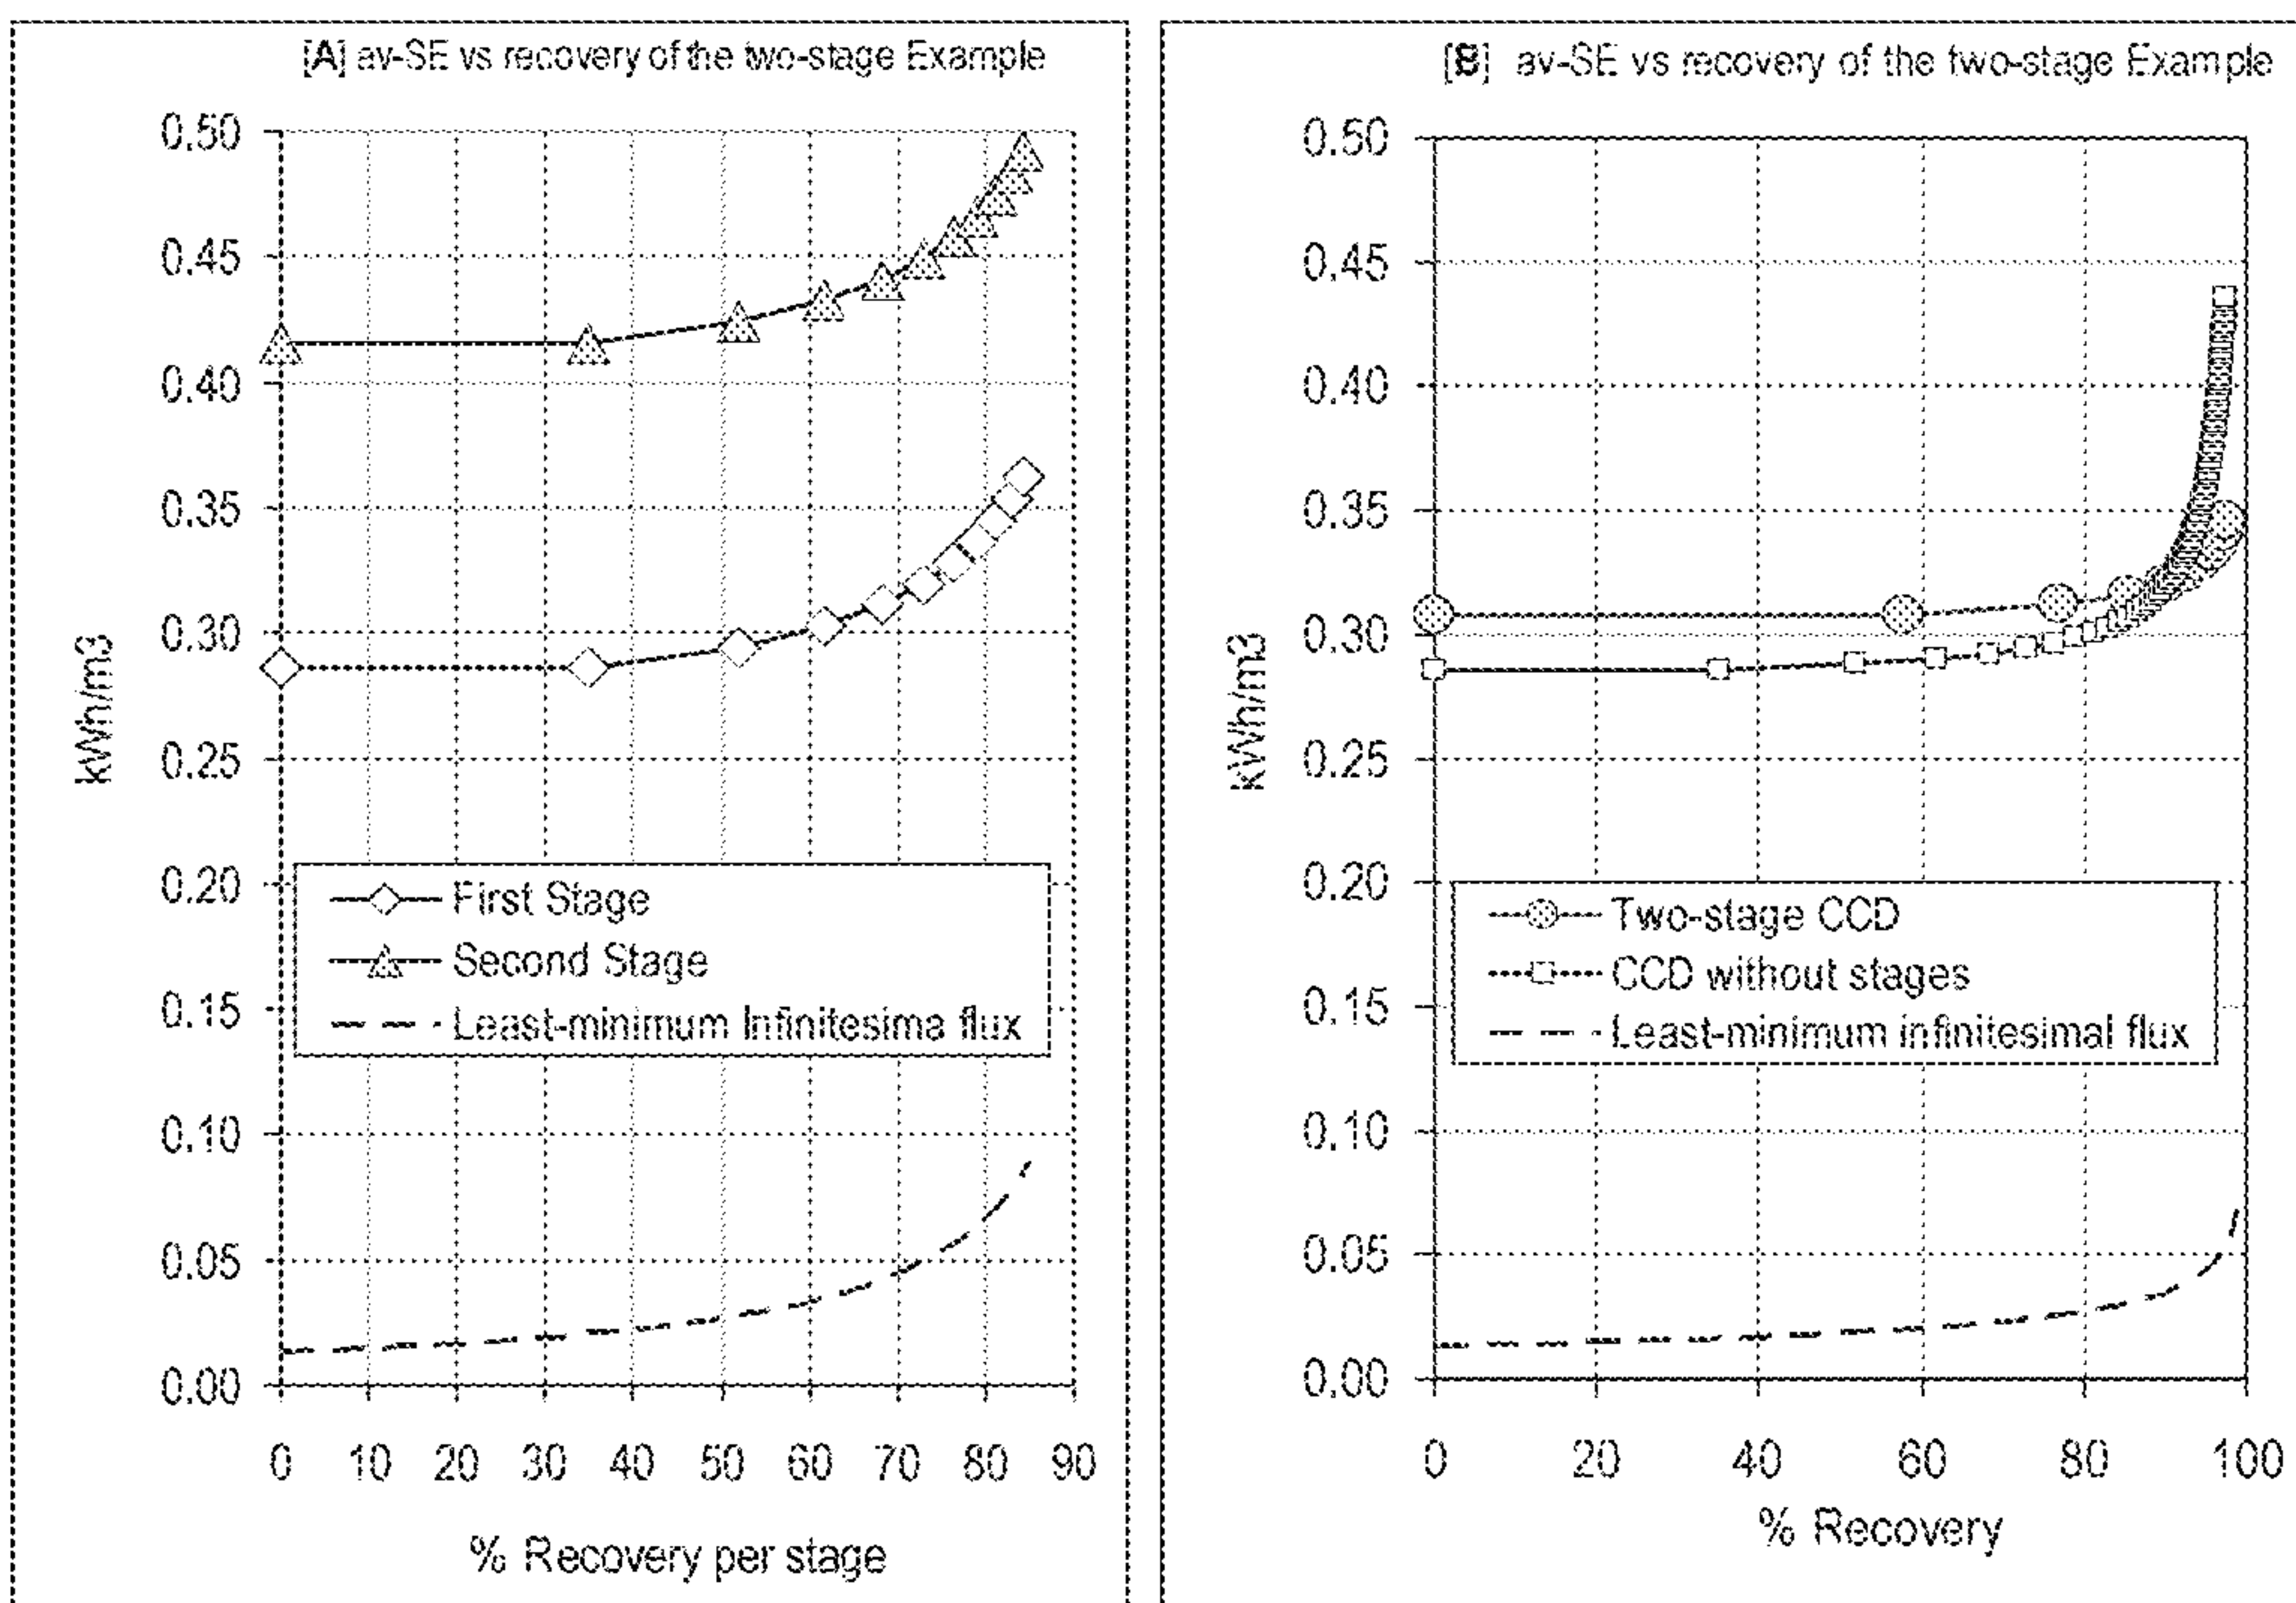 [A] av-SE vs recovery of the two-stage Example
0.50
0.45
0.40
0.35
0.30
0.25
0.20
0.15
0.10
0.05
0.00
kWh/m3
First Stage
Second Stage
Least-minimum Infinitesima flux
0 10 20 30 40 50 60 70 80 90
% Recovery per stage
[B] av-SE vs recovery of the two-stage Example
0.50
0.45
0.40
0.35
0.30
0.25
0.20
0.15
0.10
0.05
0.00
kWh/m3
Two-stage CCD
CCD without stages
Least-minimum infinitesimal flux
0 20 40 60 80 100
% Recovery